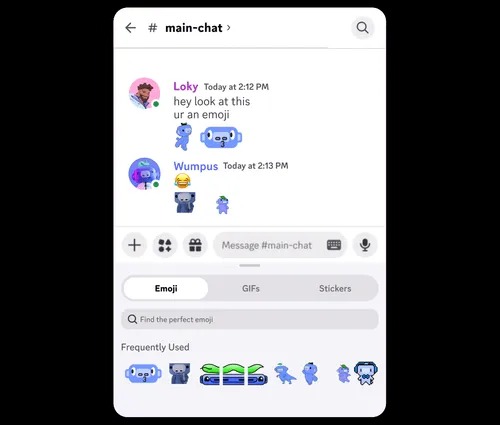 # main-chat
Loky Today at 2:12 PM
hey look at this
ur an emoji
Wumpus Today at 2:13 PM
Message #main-chat
Emoji GIFs Stickers
Find the perfect emoji
Frequently Used